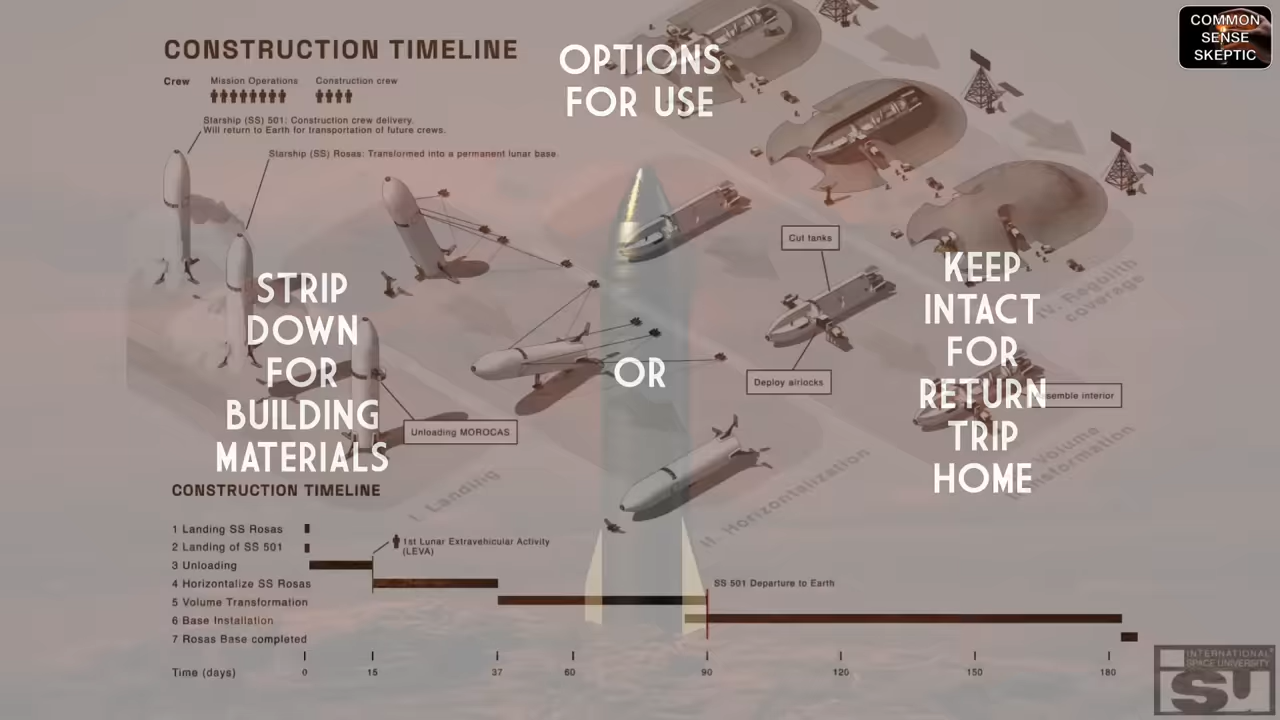 CONSTRUCTION TIMELINE
Crew
Mission Operations
Construction crew
Starship (SS) 501: Construction crew delivery.
Will return to Earth for transportation of future crews.
Starship (SS) Rosas: Transformed into a permanent lunar base.
OPTIONS
FOR USE
COMMON
SENSE
SKEPTIC
STRIP
DOWN
FOR
BUILDING
MATERIALS
OR
KEEP
INTACT
FOR
RETURN
TRIP
HOME
Cut tanks
Deploy airlocks
semble interior
Unloading MOROCAS
I. Landing
II. Horizontalization
Volume
IV. Regolith
coverage
CONSTRUCTION TIMELINE
1 Landing SS Rosas
2 Landing of SS 501
3 Unloading
4 Horizontalize SS Rosas
5 Volume Transformation
6 Base Installation
7 Rosas Base completed
1st Lunar Extravehicular Activity
(LEVA)
SS 501 Departure to Earth
Time (days)
0
15
37
60
90
120
150
180
INTERNATIONAL
SPACE UNIVERSITY
ISU